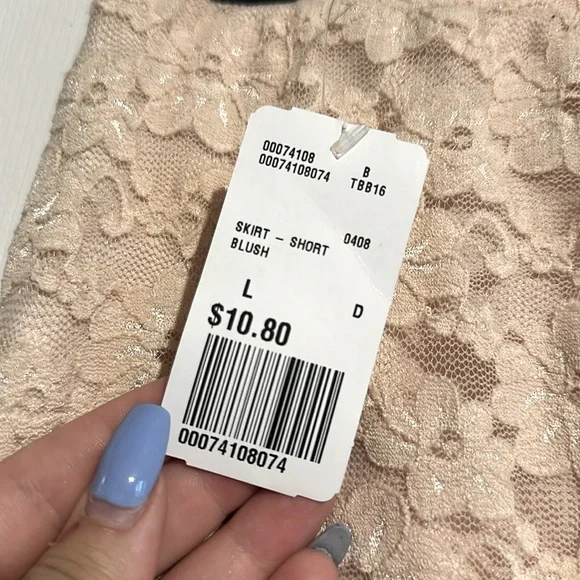 00074108 B
00074108074 TBB16
SKIRT – SHORT 0408
BLUSH
L D
$10.80
00074108074